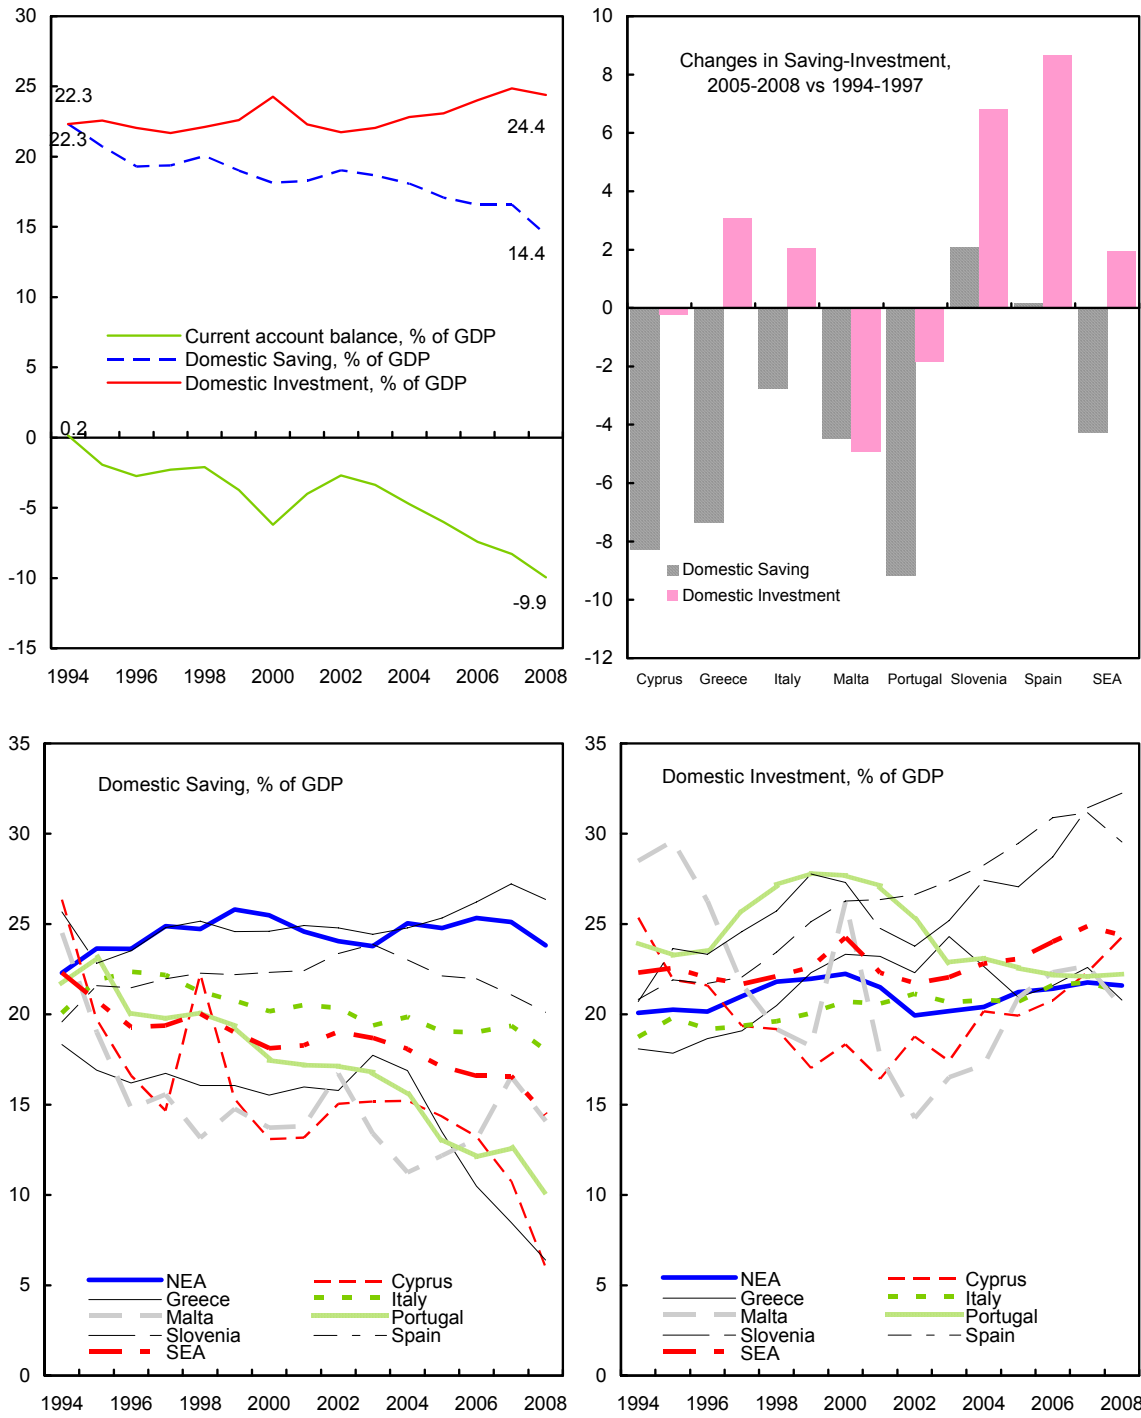 30
25
20
15
10
5
0
-5
-10
-15
22.3
22.3
24.4
14.4
0.2
-9.9
Current account balance, % of GDP
Domestic Saving, % of GDP
Domestic Investment, % of GDP
1994 1996 1998 2000 2002 2004 2006 2008
Changes in Saving-Investment,
2005-2008 vs 1994-1997
10
8
6
4
2
0
-2
-4
-6
-8
-10
-12
Domestic Saving
Domestic Investment
Cyprus Greece Italy Malta Portugal Slovenia Spain SEA
Domestic Saving, % of GDP
35
30
25
20
15
10
5
0
NEA Cyprus
Greece Italy
Malta Portugal
Slovenia Spain
SEA
1994 1996 1998 2000 2002 2004 2006 2008
Domestic Investment, % of GDP
35
30
25
20
15
10
5
0
NEA Cyprus
Greece Italy
Malta Portugal
Slovenia Spain
SEA
1994 1996 1998 2000 2002 2004 2006 2008